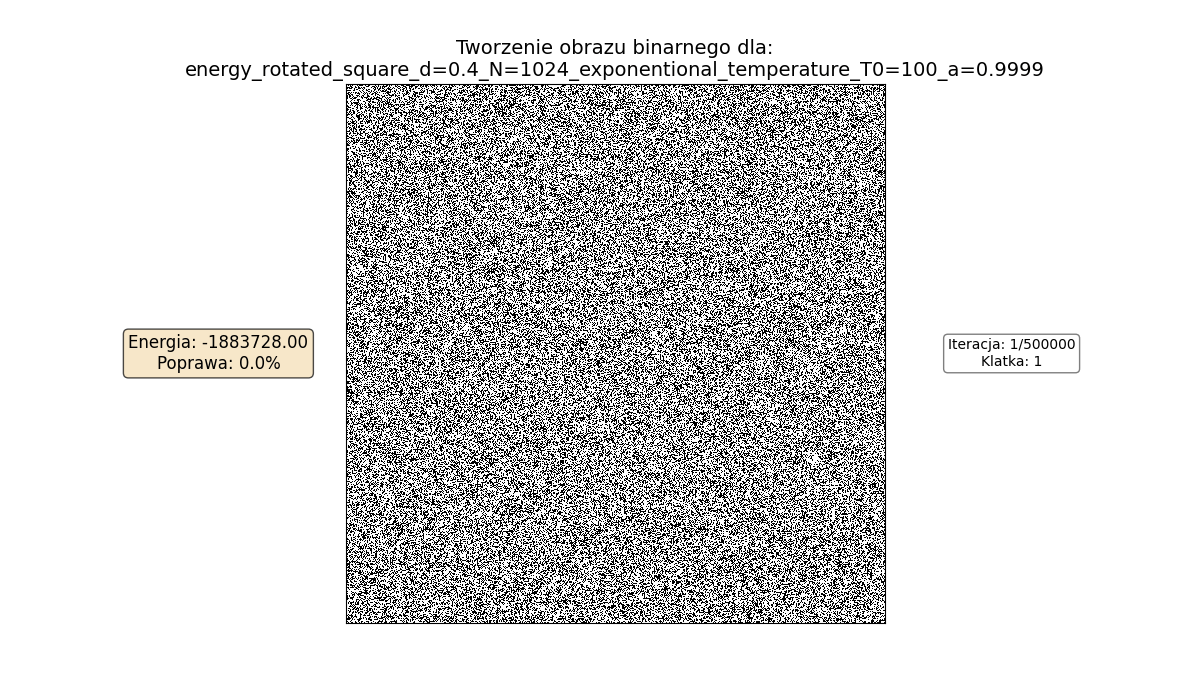 Tworzenie obrazu binarnego dla:
energy_rotated_square_d=0.4_N=1024_exponentional_temperature_T0=100_a=0.9999
Energia: -1883728.00
Poprawa: 0.0%
Iteracja: 1/500000
Klatka: 1